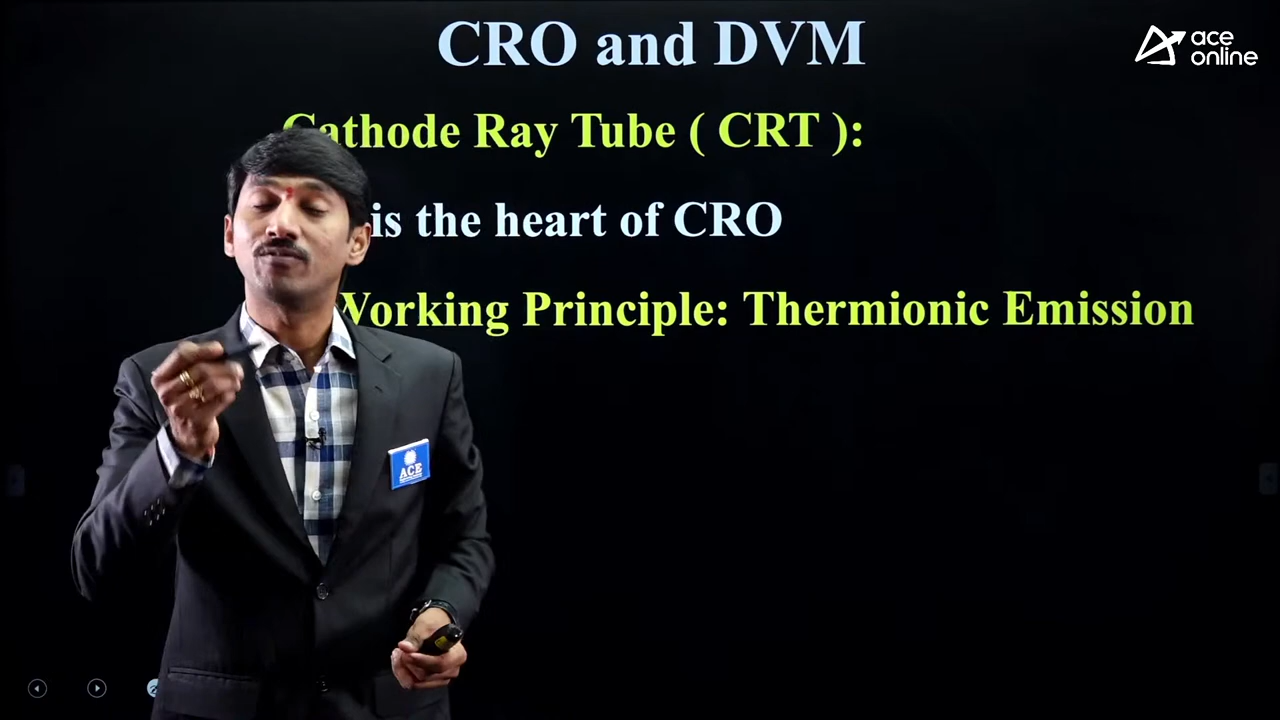 CRO and DVM
ace
online
Cathode Ray Tube ( CRT ):
is the heart of CRO
Working Principle: Thermionic Emission
ACE